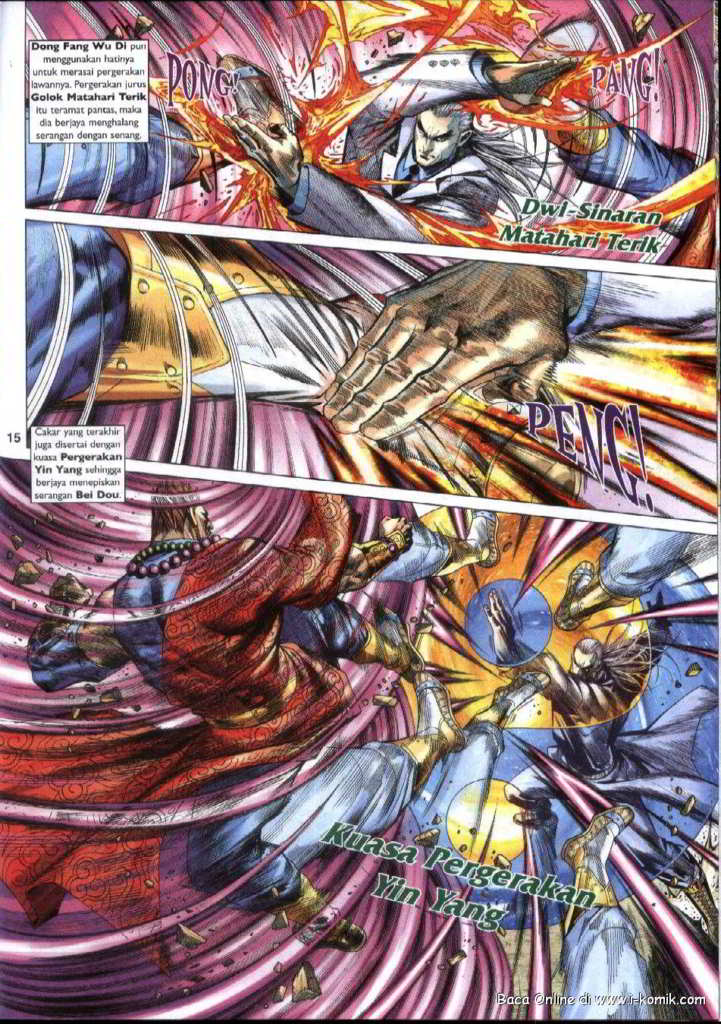 Dong Fang Wu Di pun
menggunakan hatinya
untuk merasai pergerakan
lawannya. Pergerakan jurus
Golok Matahari Terik
itu teramat pantas, maka
dia berjaya menghalang
serangan dengan senang.
PONG!
PANG!
Dwi-Sinaran
Matahari Terik
PENG!
15
Cakar yang terakhir
juga disertai dengan
kuasa Pergerakan
Yin Yang sehingga
berjaya menepiskan
serangan Bei Dou.
Kuasa Pergerakan
Yin Yang
Baca Online di www.i-komik.com